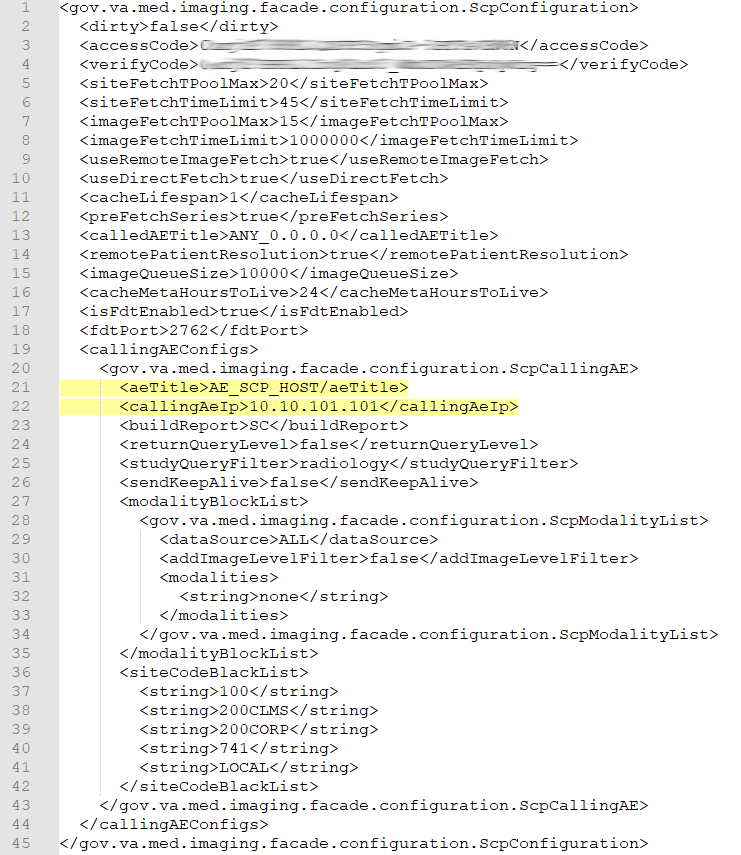 1 <gov.va.med.imaging.facade.configuration.ScpConfiguration>
2 <dirty>false</dirty>
3 <accessCode></accessCode>
4 <verifyCode></verifyCode>
5 <siteFetchTPoolMax>20</siteFetchTPoolMax>
6 <siteFetchTimeLimit>45</siteFetchTimeLimit>
7 <imageFetchTPoolMax>15</imageFetchTPoolMax>
8 <imageFetchTimeLimit>1000000</imageFetchTimeLimit>
9 <useRemoteImageFetch>true</useRemoteImageFetch>
10 <useDirectFetch>true</useDirectFetch>
11 <cacheLifespan>1</cacheLifespan>
12 <preFetchSeries>true</preFetchSeries>
13 <calledAETitle>ANY_0.0.0.0</calledAETitle>
14 <remotePatientResolution>true</remotePatientResolution>
15 <imageQueueSize>10000</imageQueueSize>
16 <cacheMetaHoursToLive>24</cacheMetaHoursToLive>
17 <isFdtEnabled>true</isFdtEnabled>
18 <fdtPort>2762</fdtPort>
19 <callingAEConfigs>
20 <gov.va.med.imaging.facade.configuration.ScpCallingAE>
21 <aeTitle>AE_SCP_HOST/aeTitle>
22 <callingAeIp>10.10.101.101</callingAeIp>
23 <buildReport>SC</buildReport>
24 <returnQueryLevel>false</returnQueryLevel>
25 <studyQueryFilter>radiology</studyQueryFilter>
26 <sendKeepAlive>false</sendKeepAlive>
27 <modalityBlockList>
28 <gov.va.med.imaging.facade.configuration.ScpModalityList>
29 <dataSource>ALL</dataSource>
30 <addImageLevelFilter>false</addImageLevelFilter>
31 <modalities>
32 <string>none</string>
33 </modalities>
34 </gov.va.med.imaging.facade.configuration.ScpModalityList>
35 </modalityBlockList>
36 <siteCodeBlackList>
37 <string>100</string>
38 <string>200CLMS</string>
39 <string>200CORP</string>
40 <string>741</string>
41 <string>LOCAL</string>
42 </siteCodeBlackList>
43 </gov.va.med.imaging.facade.configuration.ScpCallingAE>
44 </callingAEConfigs>
45 </gov.va.med.imaging.facade.configuration.ScpConfiguration>